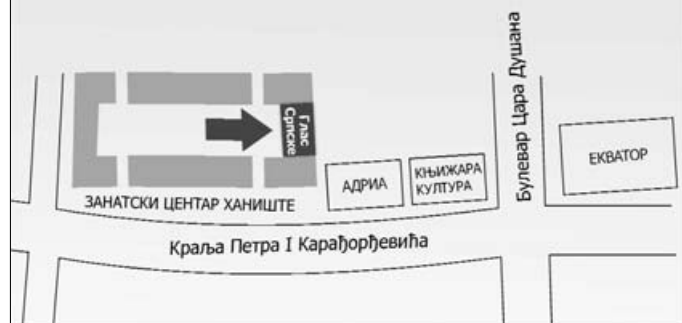 Булевар Цара Душана
Глас
Српске
ЕКВАТОР
АДРИА
КЊИЖАРА
КУЛТУРА
ЗАНАТСКИ ЦЕНТАР ХАНИШТЕ
Краља Петра I Карађорђевића